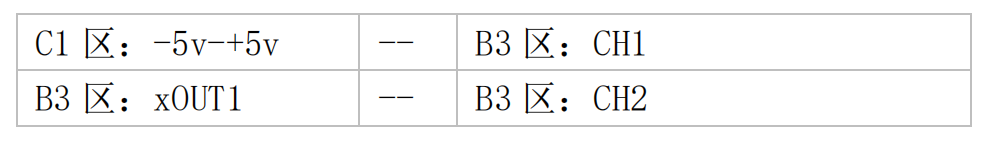 C1 区：-5v-+5v -- B3 区：CH1
B3 区：xOUT1 -- B3 区：CH2